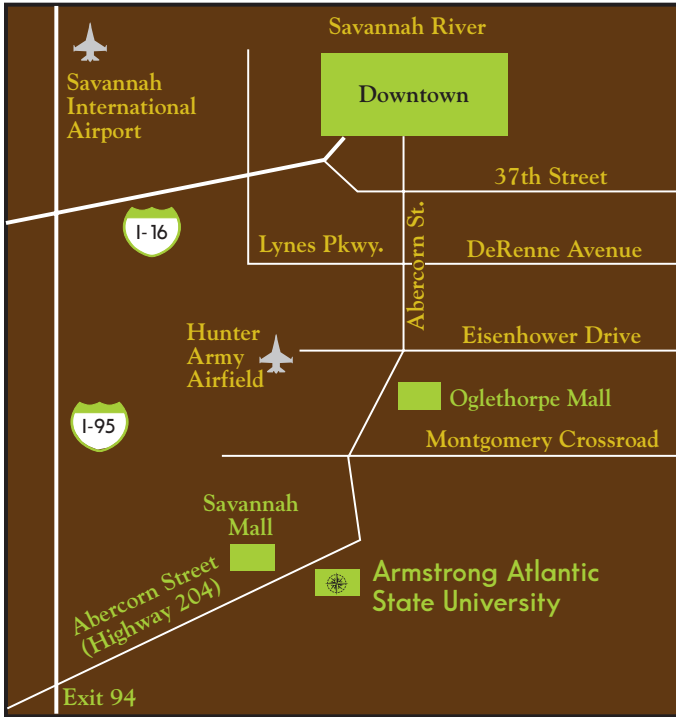 Savannah River
Savannah
International
Airport
Downtown
37th Street
I-16
Abercorn St.
Lynes Pkwy.
DeRenne Avenue
Hunter
Army
Airfield
Eisenhower Drive
Oglethorpe Mall
I-95
Montgomery Crossroad
Savannah
Mall
Armstrong Atlantic
State University
Abercorn Street
(Highway 204)
Exit 94